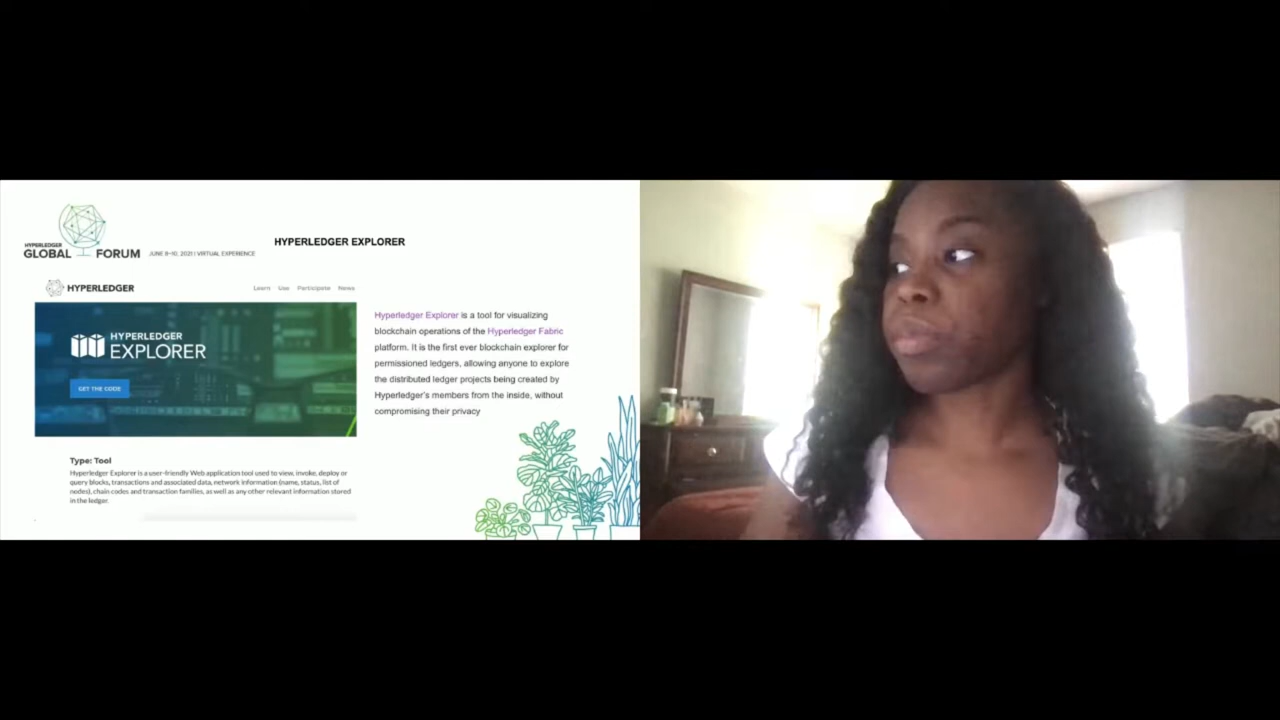 HYPERLEDGER
GLOBAL FORUM
JUNE 8-10, 2021 | VIRTUAL EXPERIENCE
HYPERLEDGER EXPLORER
HYPERLEDGER
Learn Use Participate News
HYPERLEDGER
EXPLORER
GET THE CODE
Hyperledger Explorer is a tool for visualizing
blockchain operations of the Hyperledger Fabric
platform. It is the first ever blockchain explorer for
permissioned ledgers, allowing anyone to explore
the distributed ledger projects being created by
Hyperledger's members from the inside, without
compromising their privacy
Type: Tool
Hyperledger Explorer is a user-friendly Web application tool used to view, invoke, deploy or
query blocks, transactions and associated data, network information (name, status, list of
nodes), chain codes and transaction families, as well as any other relevant information stored
in the ledger.